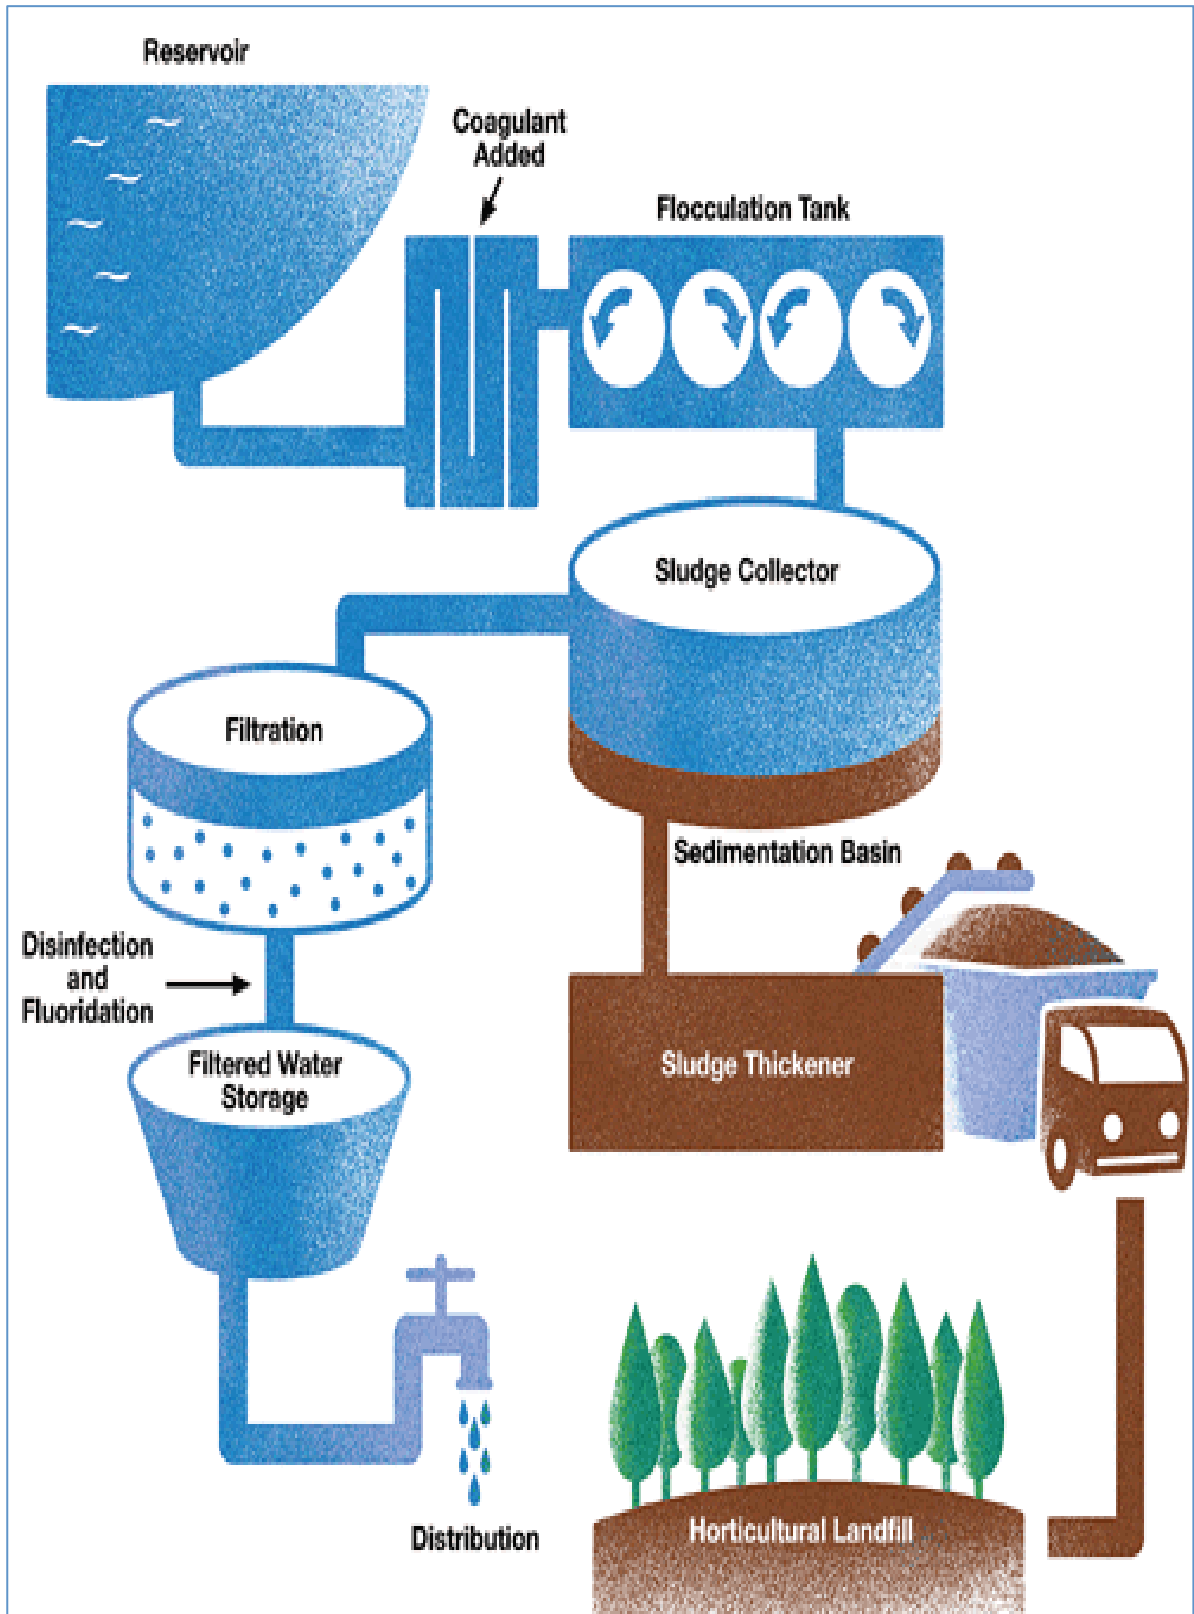 Reservoir
Coagulant
Added
Flocculation Tank
Sludge Collector
Filtration
Sedimentation Basin
Disinfection
and
Fluoridation
Filtered Water
Storage
Sludge Thickener
Distribution
Horticultural Landfill